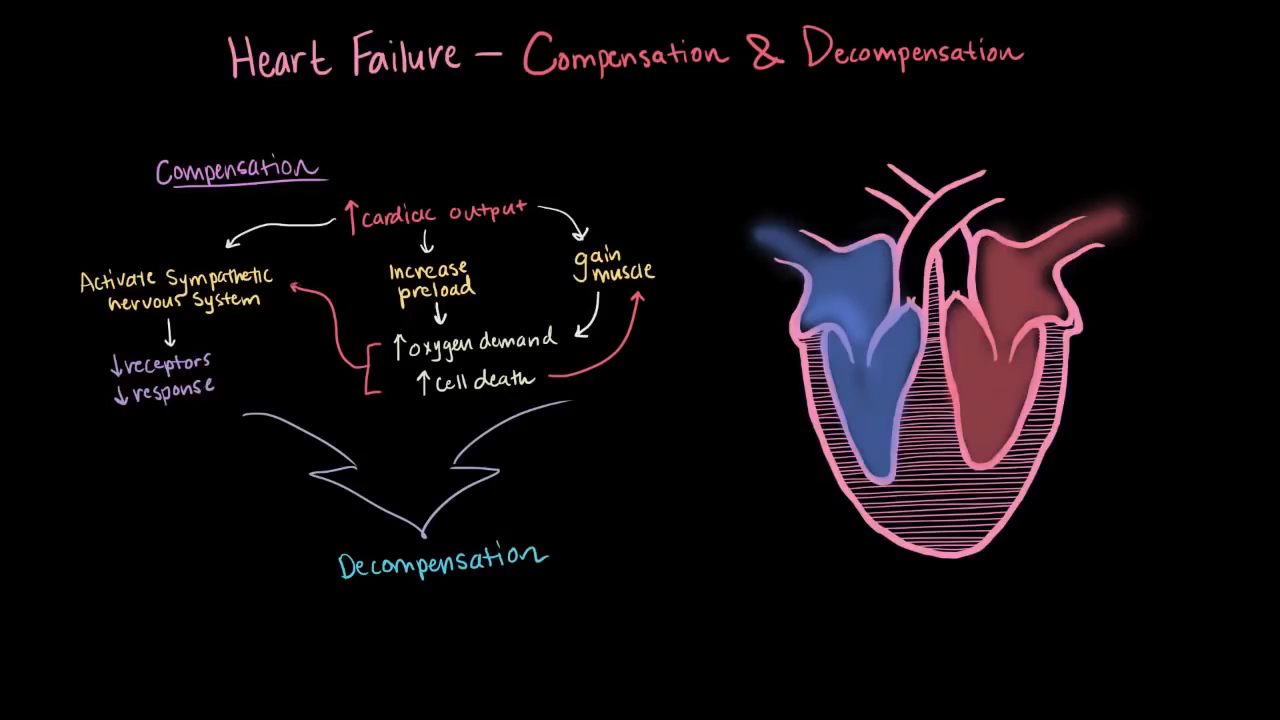 Heart Failure – Compensation & Decompensation
Compensation
↑cardiac output
Activate Sympathetic
nervous System
Increase
preload
gain
muscle
↑oxygen demand
↑cell death
↓receptors
↓response
Decompensation